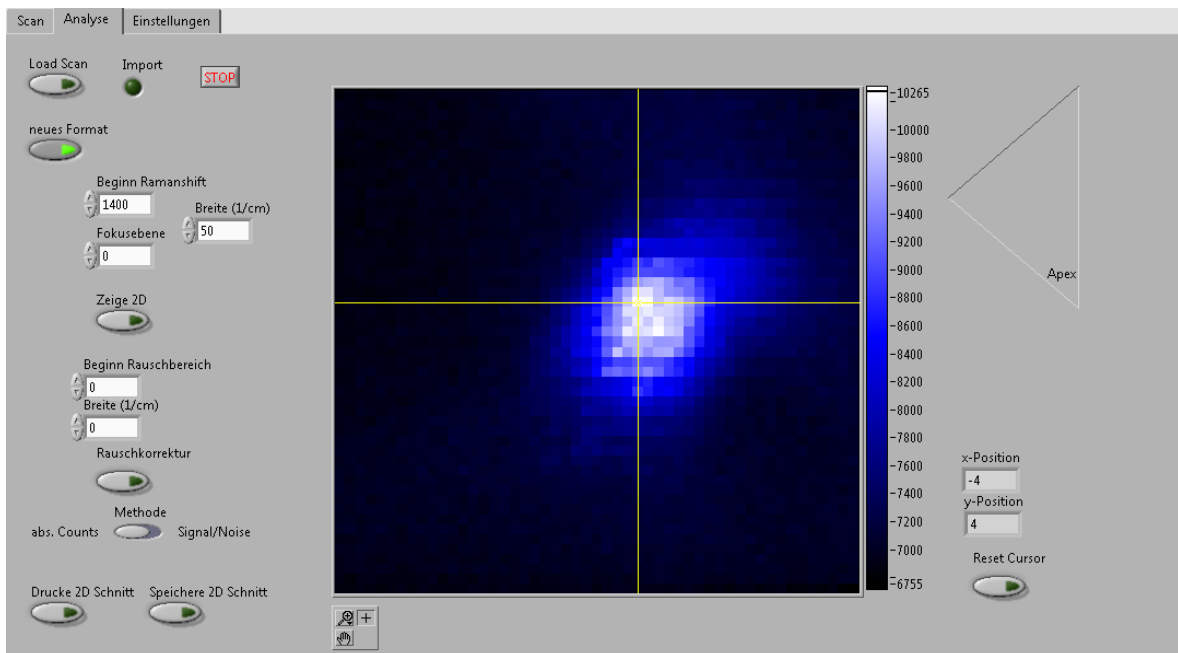 Scan Analyse Einstellungen
Load Scan Import STOP
neues Format
Beginn Ramanshift
1400
Breite (1/cm)
50
Fokusebene
0
Zeige 2D
Beginn Rauschbereich
0
Breite (1/cm)
0
Rauschkorrektur
Methode
abs. Counts Signal/Noise
Drucke 2D Schnitt Speichere 2D Schnitt
10265
10000
9800
9600
9400
9200
9000
8800
8600
8400
8200
8000
7800
7600
7400
7200
7000
6755
Apex
x-Position
-4
y-Position
4
Reset Cursor